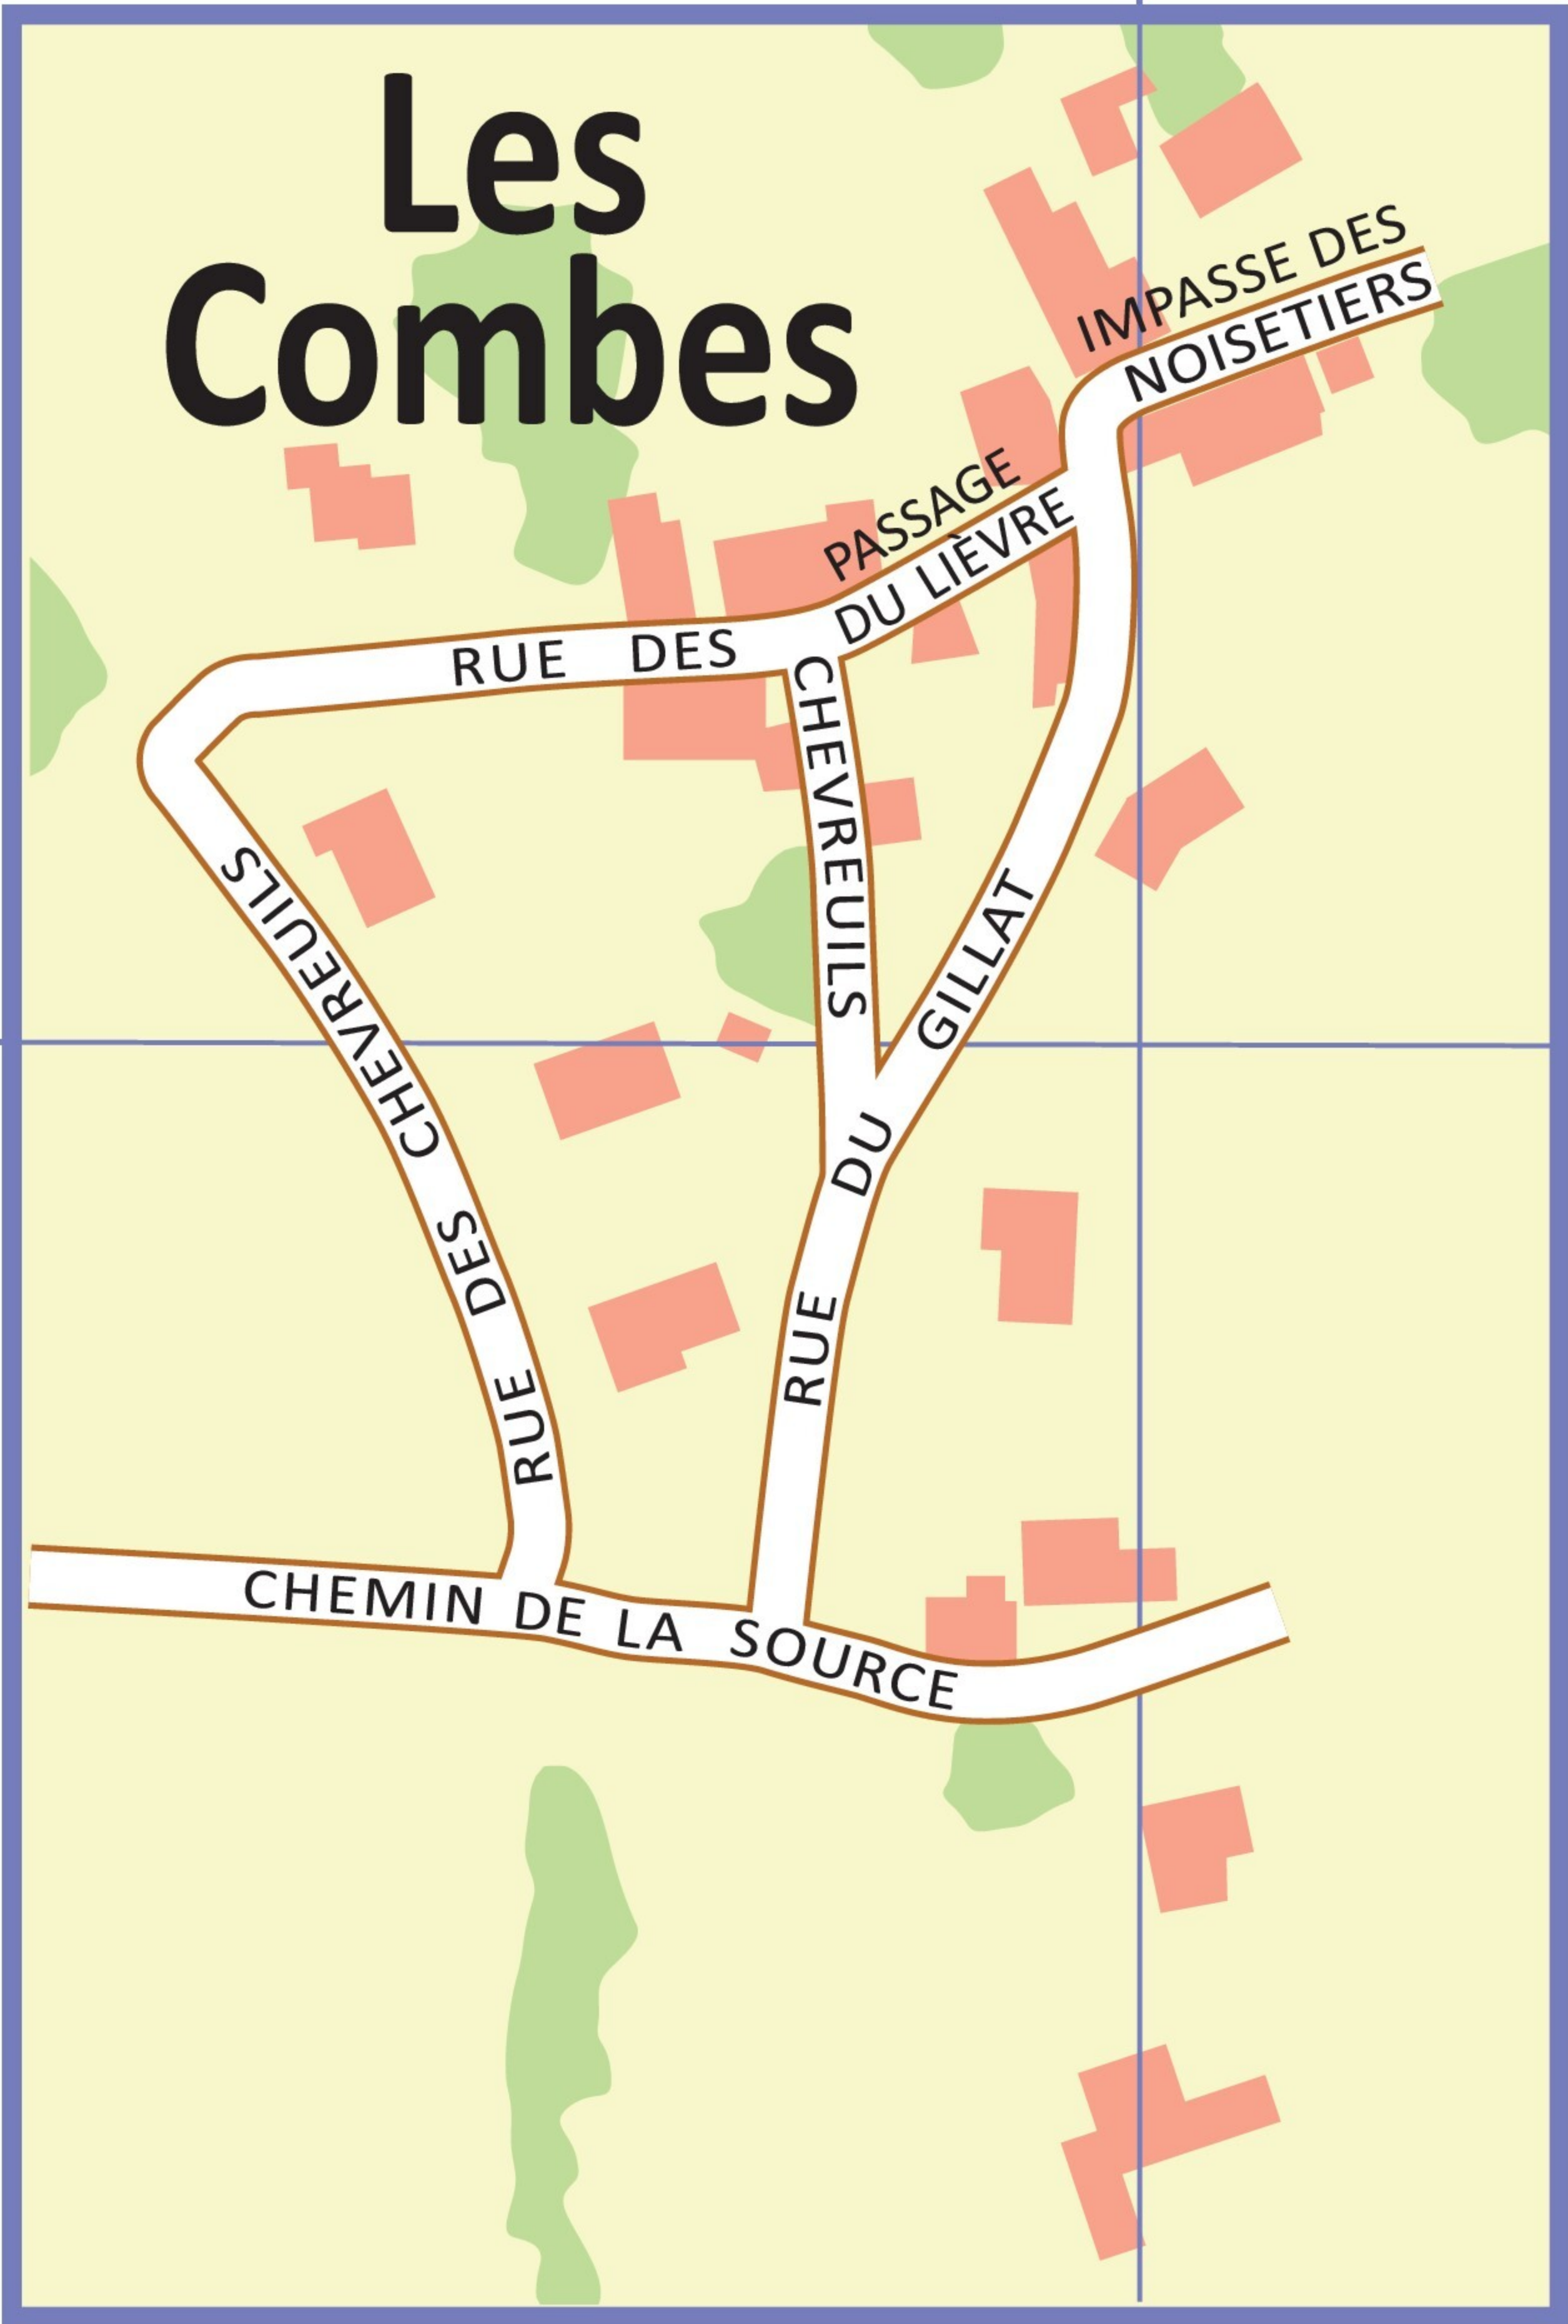 Les
Combes
IMPASSE DES
NOISETIERS
PASSAGE
DU LIÈVRE
RUE DES CHEVREUILS
RUE DES CHEVREUILS
RUE DU GILLAT
CHEMIN DE LA SOURCE